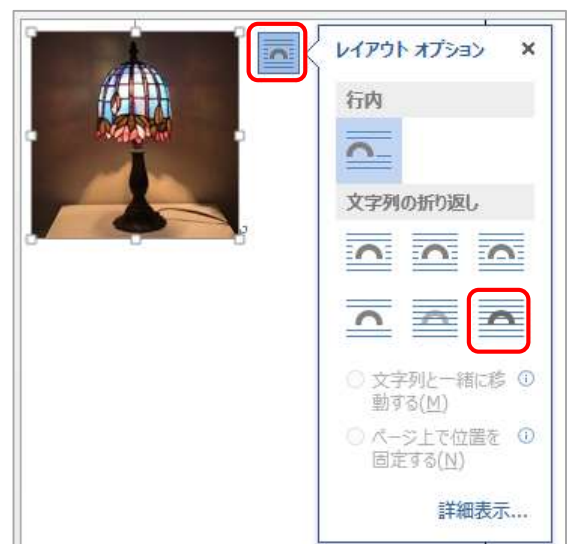 レイアウト オプション ×
行内
文字列の折り返し
文字列と一緒に移
動する(M)
ページ上で位置を
固定する(N)
詳細表示...